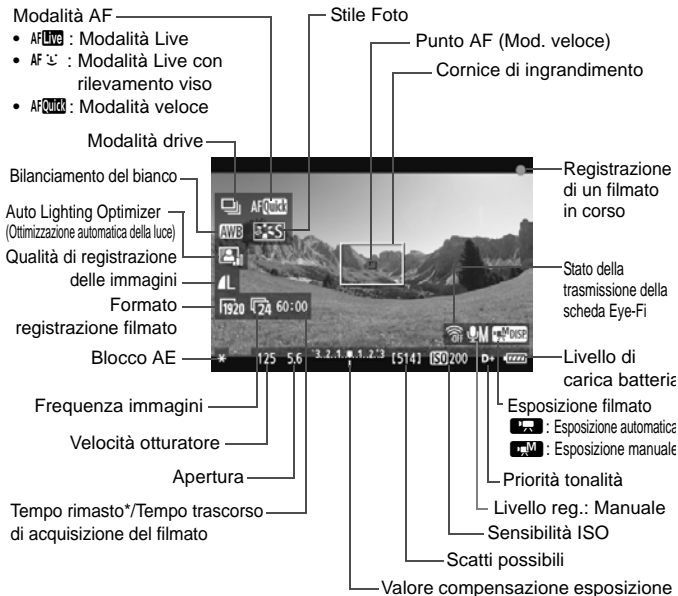 Modalità AF
• AF Live : Modalità Live
• AF : Modalità Live con
rilevamento viso
• AF Quick : Modalità veloce
Stile Foto
Punto AF (Mod. veloce)
Cornice di ingrandimento
Modalità drive
Bilanciamento del bianco
Auto Lighting Optimizer
(Ottimizzazione automatica della luce)
Qualità di registrazione
delle immagini
Formato
registrazione filmato
Blocco AE
AF Quick
AWB
S
L
1920 24 60:00
OFF M M DISP.
* 125 5.6 -3..2..1..0..1..2.:3 [514] ISO 200 D+
Registrazione
di un filmato
in corso
Stato della
trasmissione della
scheda Eye-Fi
Livello di
carica batteria
Esposizione filmato
: Esposizione automatica
M : Esposizione manuale
Frequenza immagini
Velocità otturatore
Apertura
Tempo rimasto*/Tempo trascorso
di acquisizione del filmato
Priorità tonalità
Livello reg.: Manuale
Sensibilità ISO
Scatti possibili
Valore compensazione esposizione